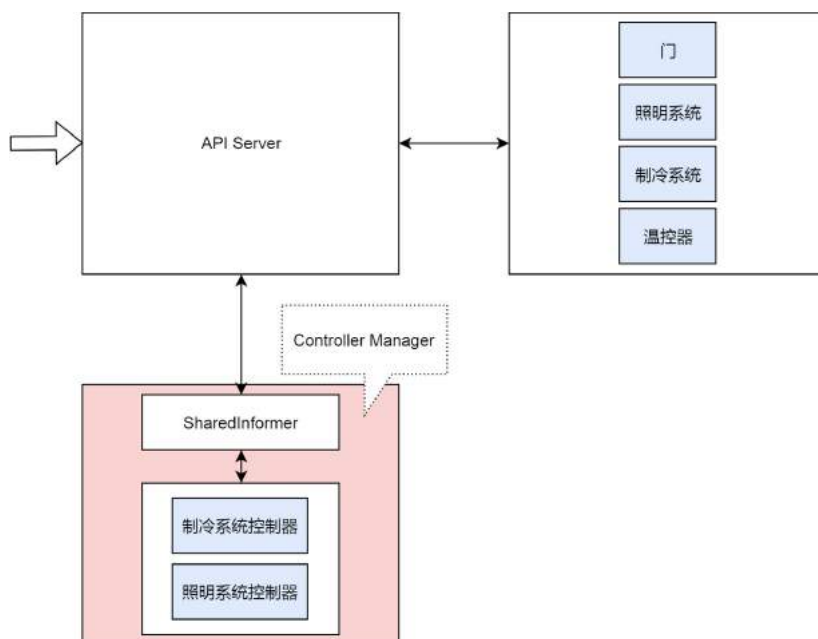 API Server
门
照明系统
制冷系统
温控器
Controller Manager
SharedInformer
制冷系统控制器
照明系统控制器